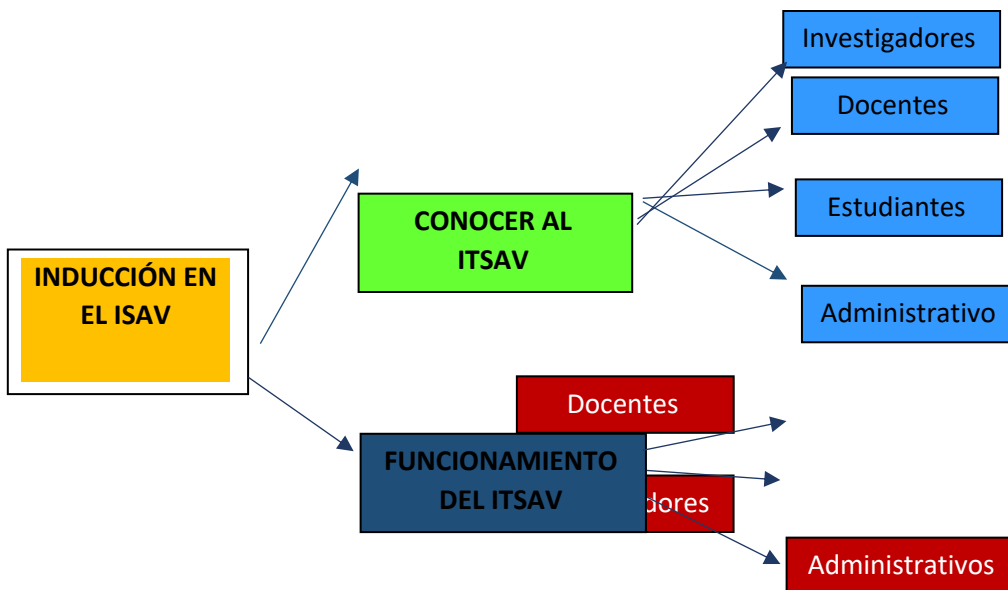 Investigadores
Docentes
CONOCER AL
ITSAV
Estudiantes
INDUCCIÓN EN
EL ISAV
Administrativo
Docentes
FUNCIONAMIENTO
DEL ITSAV
dores
Administrativos